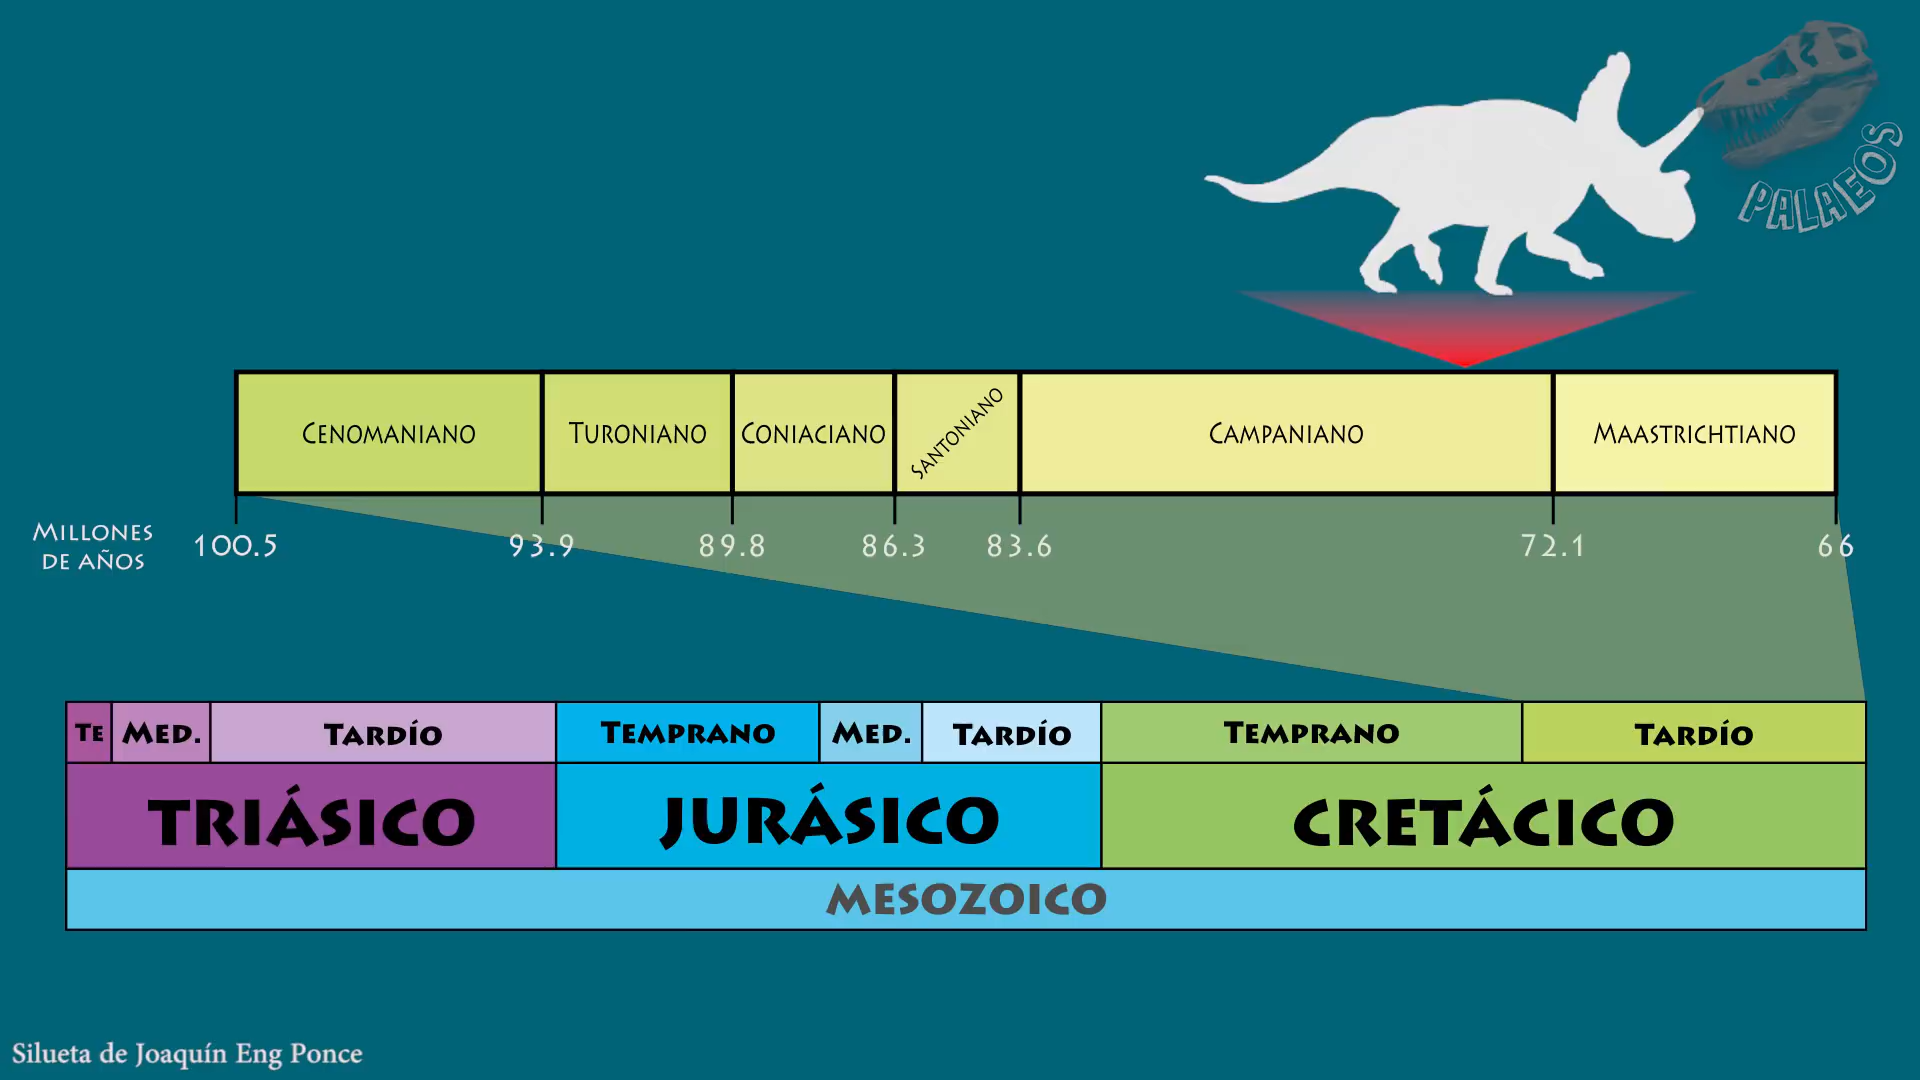 PALAEOS
CENOMANIANO
TURONIANO
CONIACIANO
SANTONIANO
CAMPANIANO
MAASTRICHTIANO
MILLONES
DE AÑOS
100.5
93.9
89.8
86.3
83.6
72.1
66
TE
MED.
TARDÍO
TEMPRANO
MED.
TARDÍO
TEMPRANO
TARDÍO
TRIÁSICO
JURÁSICO
CRETÁCICO
MESOZOICO
Silueta de Joaquín Eng Ponce